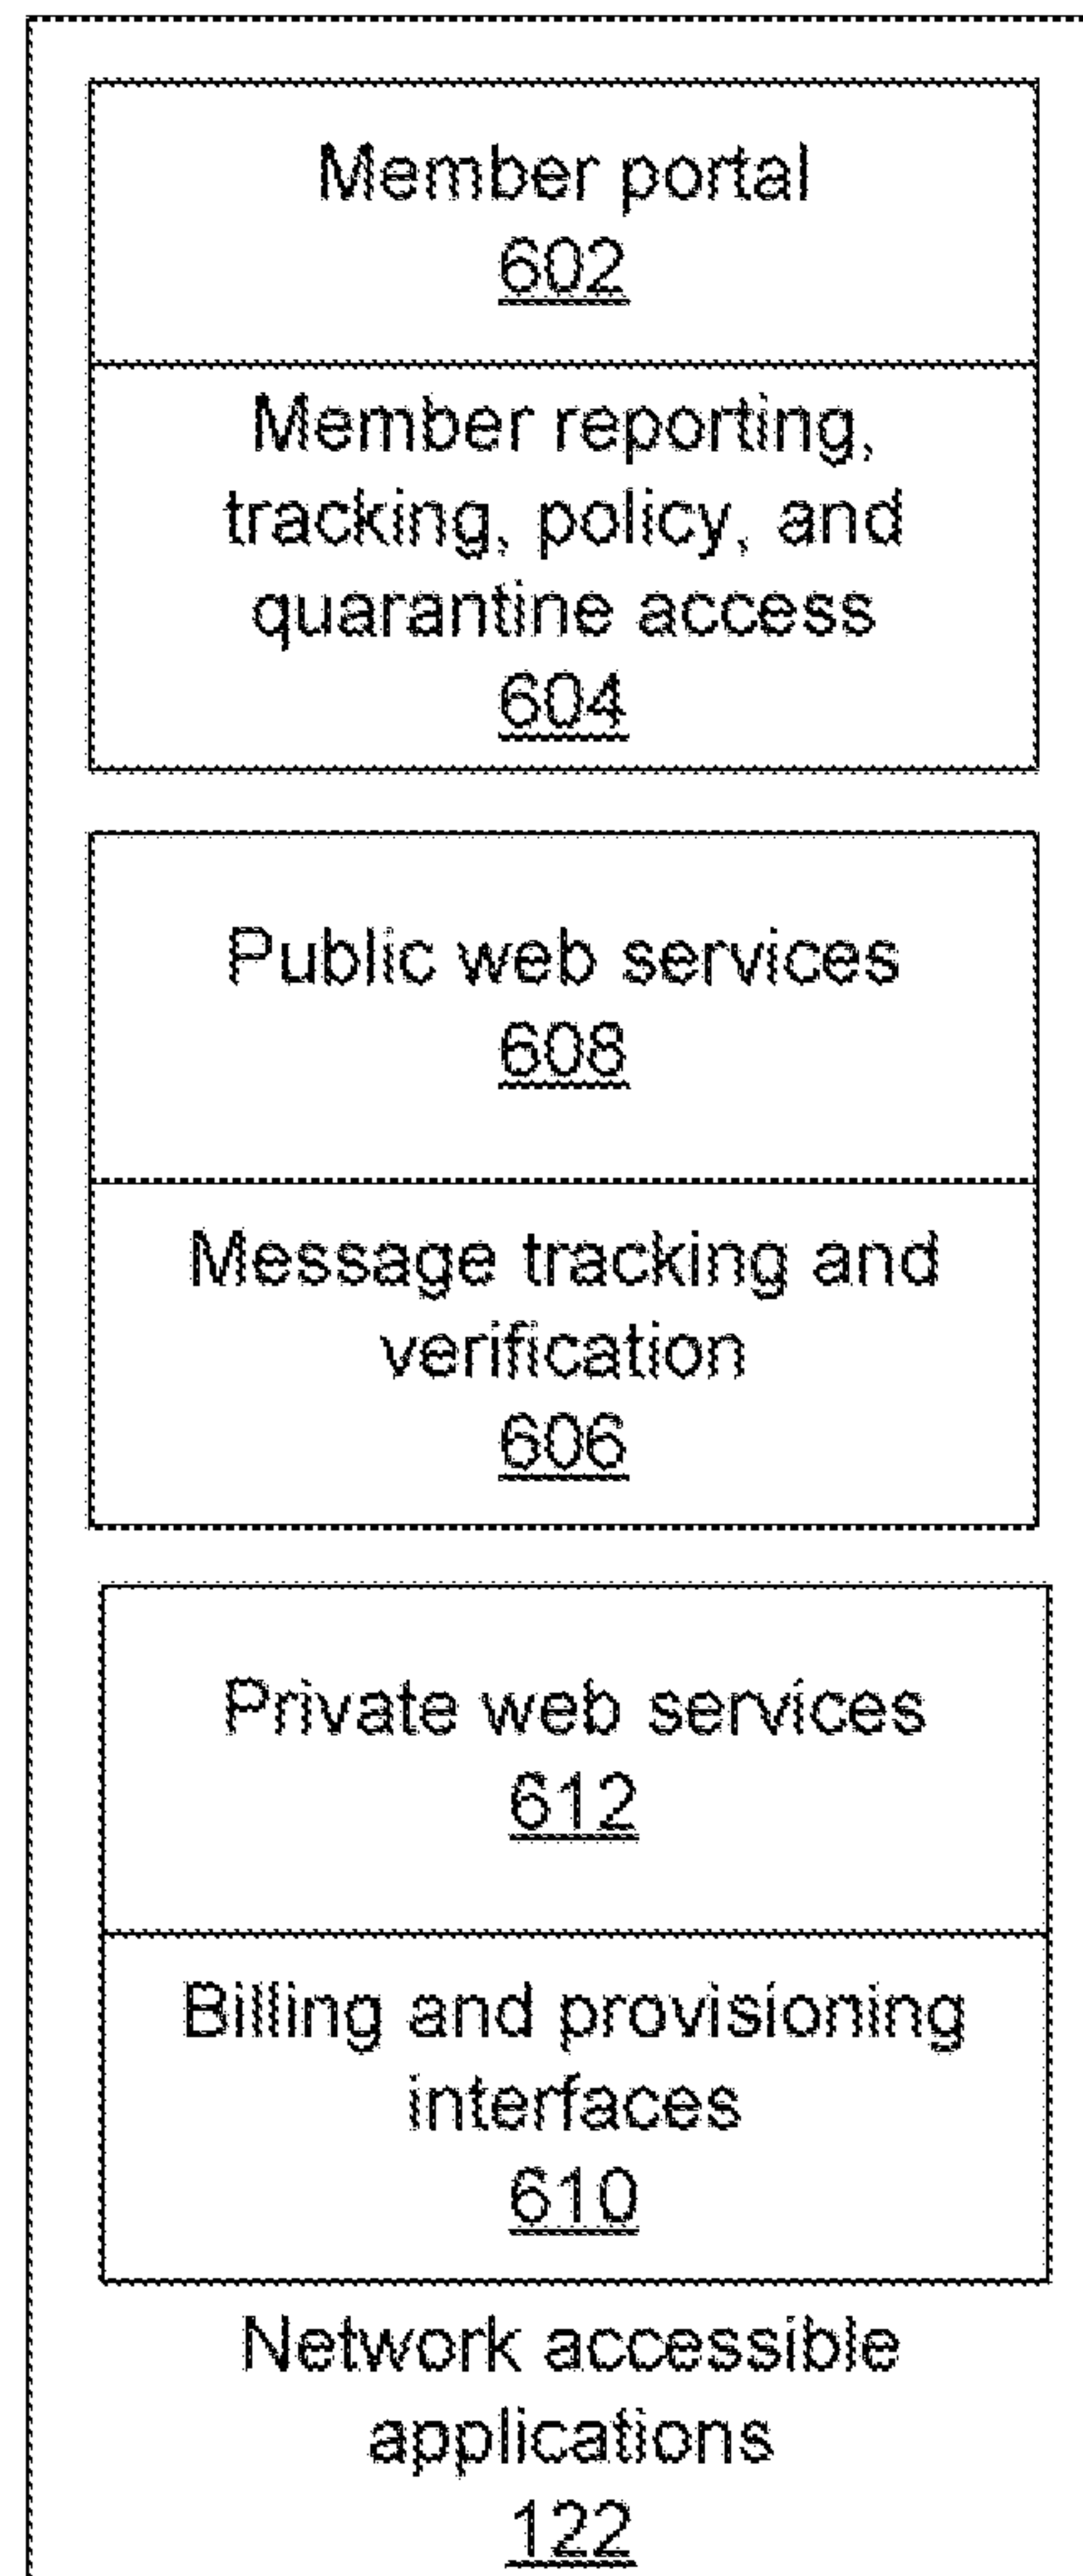 Member portal
602
Member reporting,
tracking, policy, and
quarantine access
604
Public web services
608
Message tracking and
verification
606
Private web services
612
Billing and provisioning
interfaces
610
Network accessible
applications
122